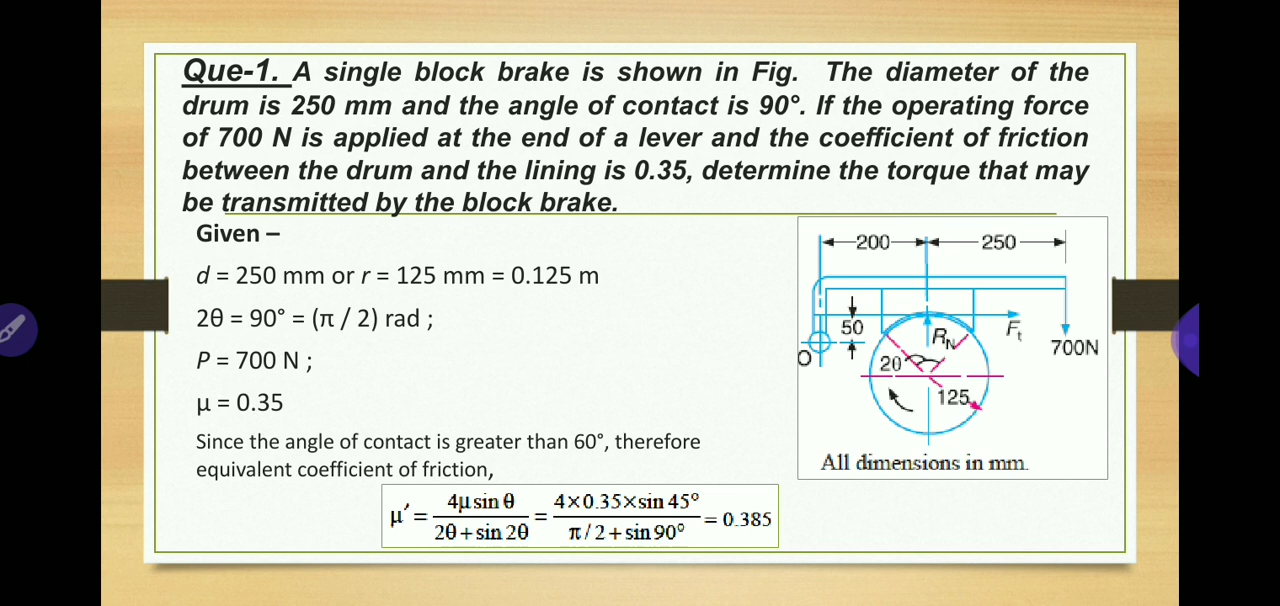 Que-1. A single block brake is shown in Fig. The diameter of the
drum is 250 mm and the angle of contact is 90°. If the operating force
of 700 N is applied at the end of a lever and the coefficient of friction
between the drum and the lining is 0.35, determine the torque that may
be transmitted by the block brake.
Given –
d = 250 mm or r = 125 mm = 0.125 m
2θ = 90° = (π / 2) rad ;
P = 700 N ;
μ = 0.35
Since the angle of contact is greater than 60°, therefore
equivalent coefficient of friction,
μ′ = 4μ sin θ / 2θ + sin 2θ = 4×0.35×sin 45° / π/2 + sin 90° = 0.385
200 250
50
R_N
F_t
700N
O
2θ
125
All dimensions in mm.